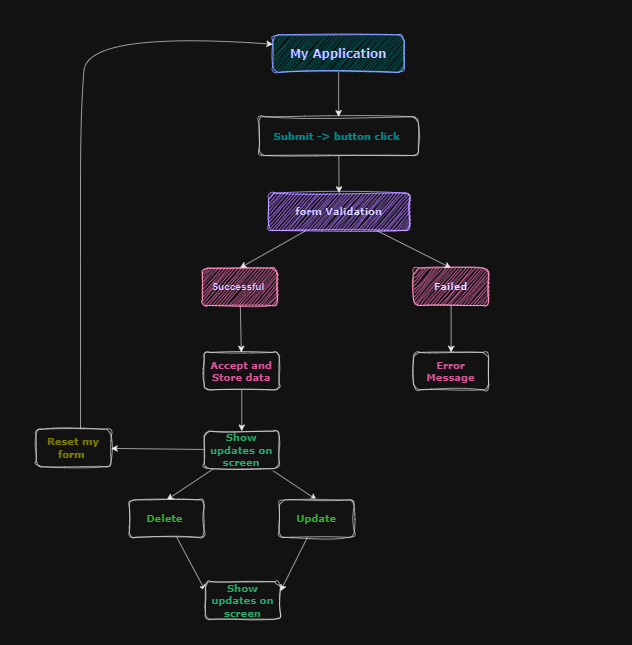 My Application
Submit -> button click
form Validation
Successful
Failed
Accept and
Store data
Error
Message
Reset my
form
Show
updates on
screen
Delete
Update
Show
updates on
screen